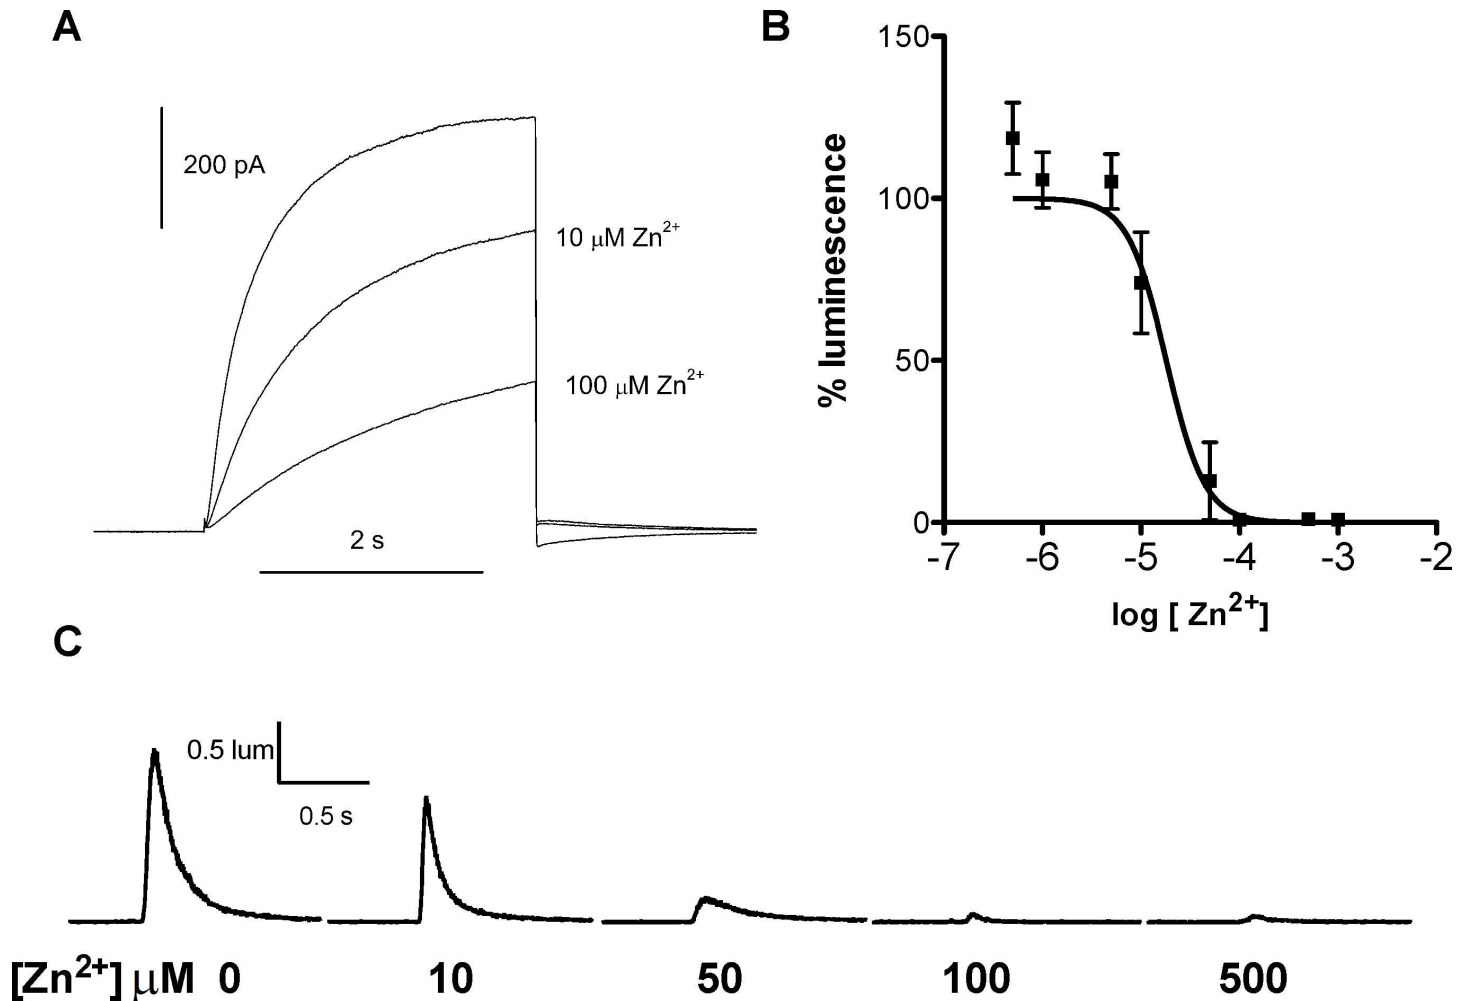 A
200 pA
10 μM Zn²⁺
100 μM Zn²⁺
2 s
B
150
100
50
0
% luminescence
-7 -6 -5 -4 -3 -2
log [ Zn²⁺]
C
0.5 lum
0.5 s
[Zn²⁺] μM 0 10 50 100 500